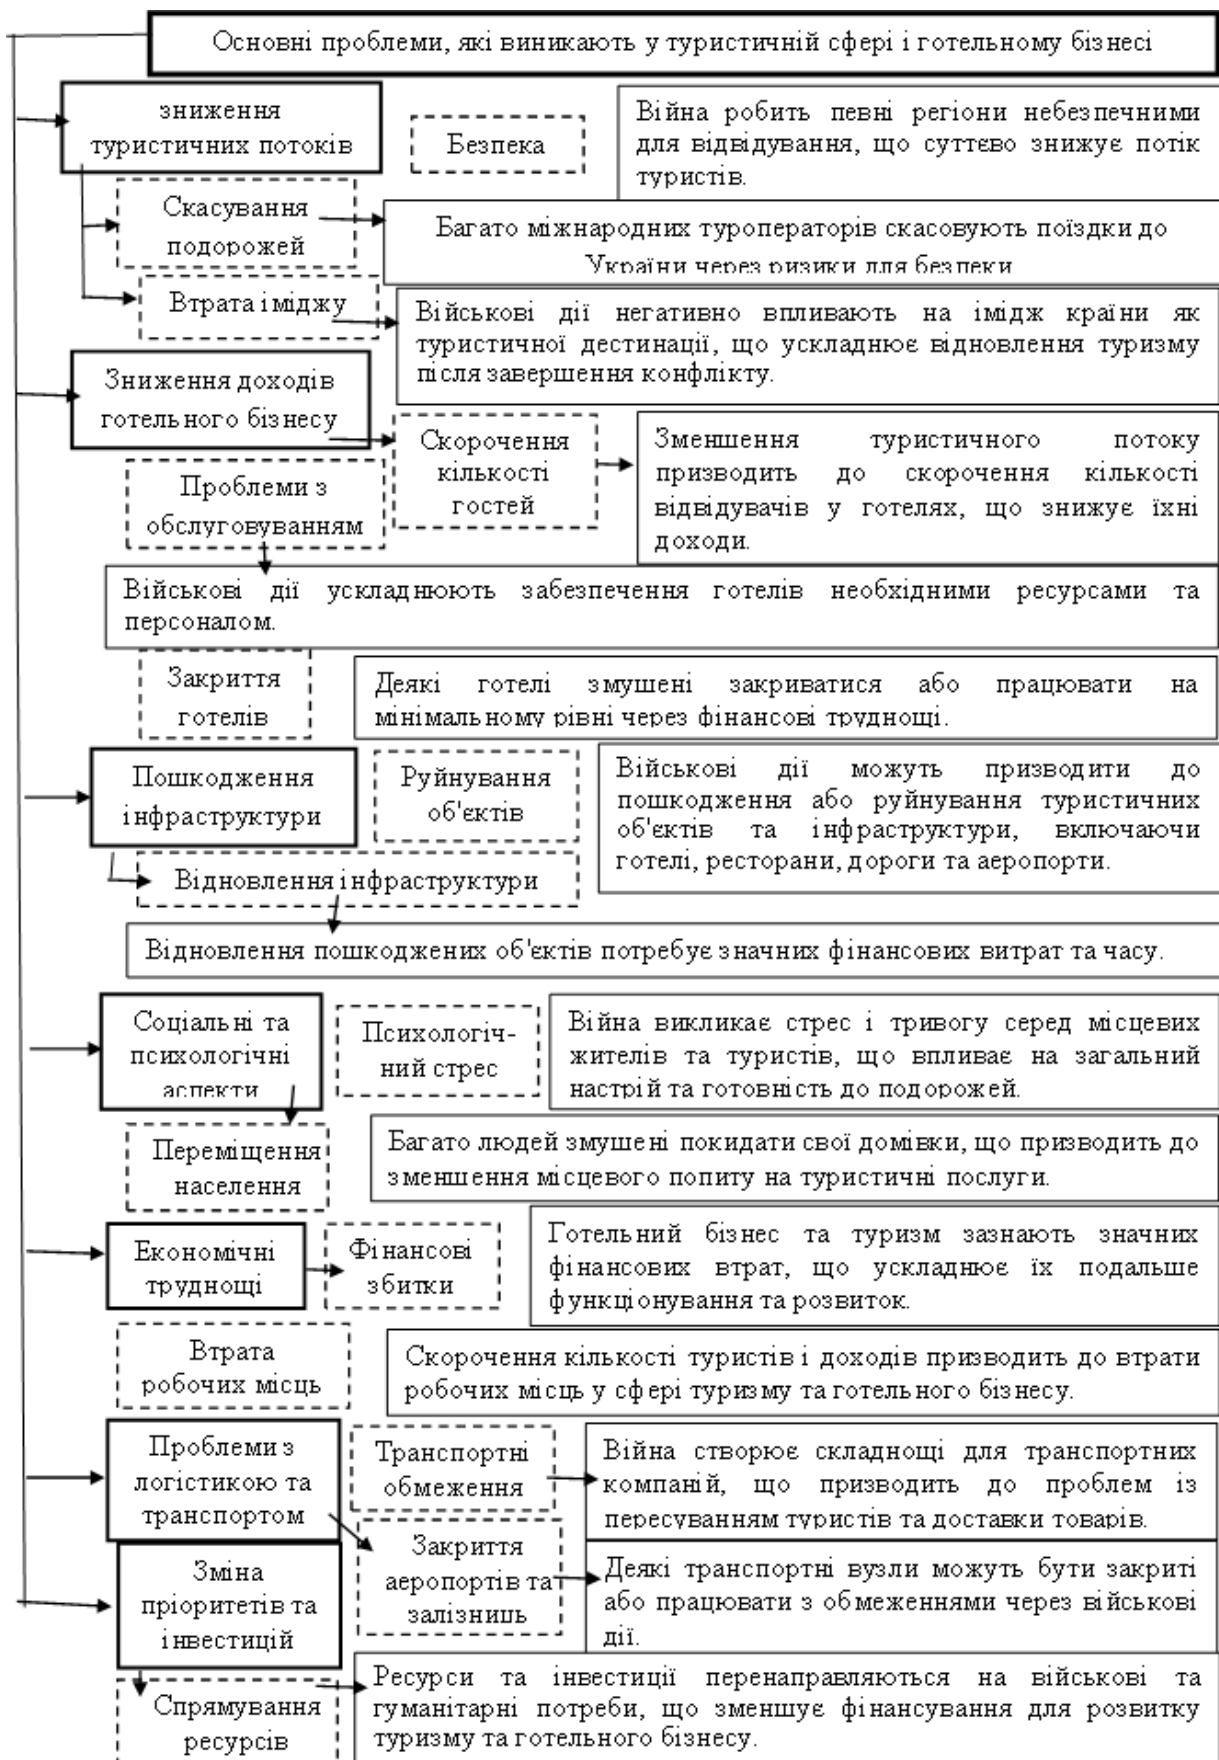 Основні проблеми, які виникають у туристичній сфері і готельному бізнесі
зниження
туристичних потоків
Безпека
Війна робить певні регіони небезпечними
для відвідування, що суттєво знижує потік
туристів.
Скасування
подорожей
Багато міжнародних туроператорів скасовують поїздки до
України через ризики для безпеки
Втрата іміджу
Військові дії негативно впливають на імідж країни як
туристичної дестинації, що ускладнює відновлення туризму
після завершення конфлікту.
Зниження доходів
готельного бізнесу
Скорочення
кількості
гостей
Зменшення туристичного потоку
призводить до скорочення кількості
відвідувачів у готелях, що знижує їхні
доходи.
Проблеми з
обслуговуванням
Військові дії ускладнюють забезпечення готелів необхідними ресурсами та
персоналом.
Закриття
готелів
Деякі готелі змушені закриватися або працювати на
мінімальному рівні через фінансові труднощі.
Пошкодження
інфраструктури
Руйнування
об'єктів
Військові дії можуть призводити до
пошкодження або руйнування туристичних
об'єктів та інфраструктури, включаючи
готелі, ресторани, дороги та аеропорти.
Відновлення інфраструктури
Відновлення пошкоджених об'єктів потребує значних фінансових витрат та часу.
Соціальні та
психологічні
аспекти
Психологіч-
ний стрес
Війна викликає стрес і тривогу серед місцевих
жителів та туристів, що впливає на загальний
настрій та готовність до подорожей.
Переміщення
населення
Багато людей змушені покидати свої домівки, що призводить до
зменшення місцевого попиту на туристичні послуги.
Економічні
труднощі
Фінансові
збитки
Готельний бізнес та туризм зазнають значних
фінансових втрат, що ускладнює їх подальше
функціонування та розвиток.
Втрата
робочих місць
Скорочення кількості туристів і доходів призводить до втрати
робочих місць у сфері туризму та готельного бізнесу.
Проблеми з
логістикою та
транспортом
Транспортні
обмеження
Війна створює складнощі для транспортних
компаній, що призводить до проблем із
пересуванням туристів та доставки товарів.
Закриття
аеропортів та
залізниць
Деякі транспортні вузли можуть бути закриті
або працювати з обмеженнями через військові
дії.
Зміна
пріоритетів та
інвестицій
Спрямування
ресурсів
Ресурси та інвестиції перенаправляються на військові та
гуманітарні потреби, що зменшує фінансування для розвитку
туризму та готельного бізнесу.